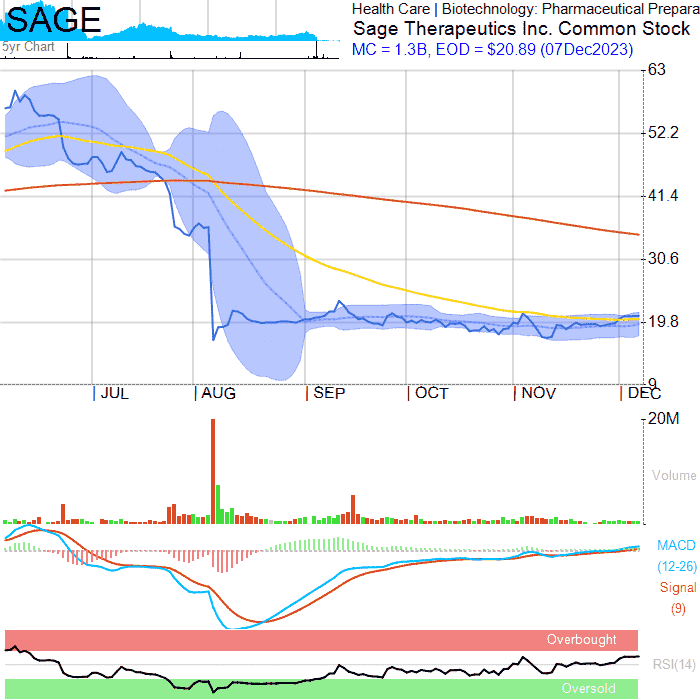 SAGE
5yr Chart
Health Care | Biotechnology: Pharmaceutical Prepara
Sage Therapeutics Inc. Common Stock
MC = 1.3B, EOD = $20.89 (07Dec2023)
63
52.2
41.4
30.6
19.8
9
JUL
AUG
SEP
OCT
NOV
DEC
20M
Volume
MACD
(12-26)
Signal
(9)
Overbought
RSI(14)
Oversold